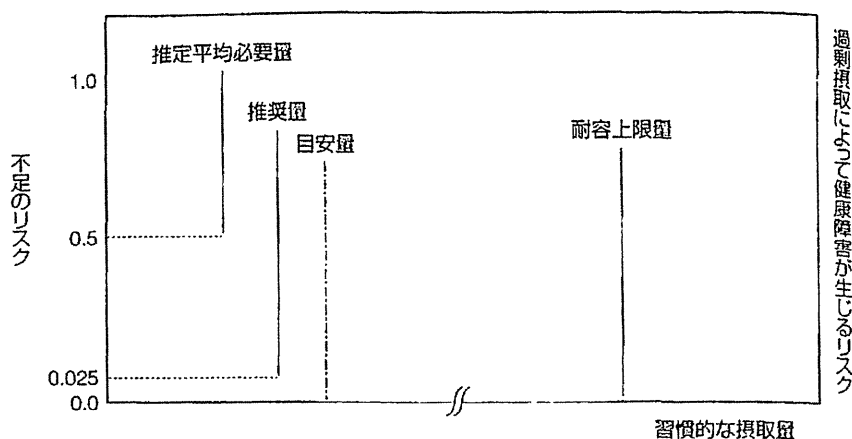 推定平均必要量
1.0
推奨量
目安量
耐容上限量
不足のリスク
0.5
0.025
0.0
習慣的な摂取量
過剰摂取によって健康障害が生じるリスク